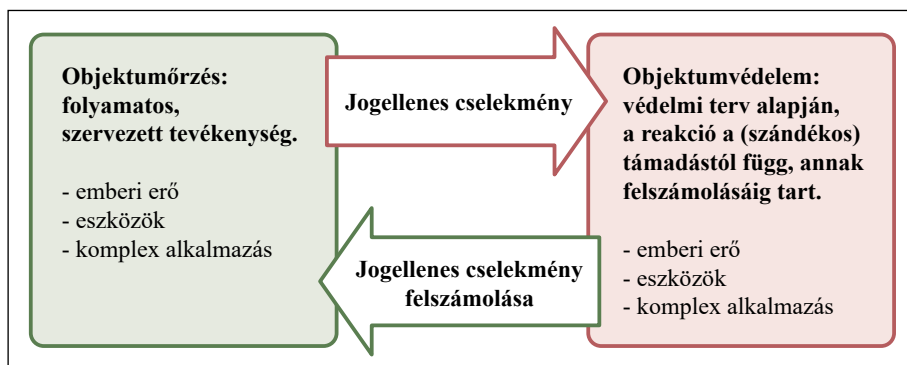 Objektumőrzés:
folyamatos,
szervezett tevékenység.
- emberi erő
- eszközök
- komplex alkalmazás
Jogellenes cselekmény
Objektumvédelem:
védelmi terv alapján,
a reakció a (szándékos)
támadástól függ, annak
felszámolásáig tart.
- emberi erő
- eszközök
- komplex alkalmazás
Jogellenes cselekmény
felszámolása